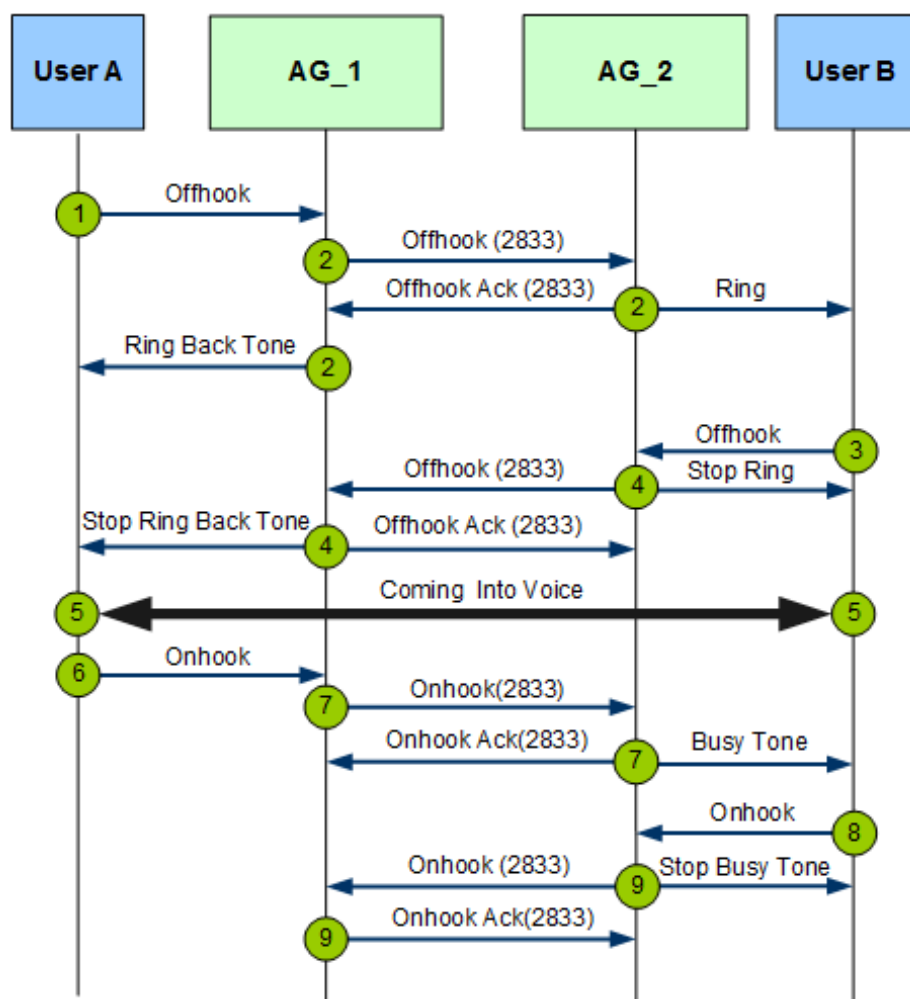 User A
AG_1
AG_2
User B
1
Offhook
2
Offhook (2833)
Offhook Ack (2833)
2
Ring
Ring Back Tone
2
Offhook
3
Offhook (2833)
4
Stop Ring
Stop Ring Back Tone
4
Offhook Ack (2833)
5
Coming Into Voice
5
6
Onhook
7
Onhook(2833)
Onhook Ack(2833)
7
Busy Tone
Onhook
8
Onhook (2833)
9
Stop Busy Tone
9
Onhook Ack(2833)